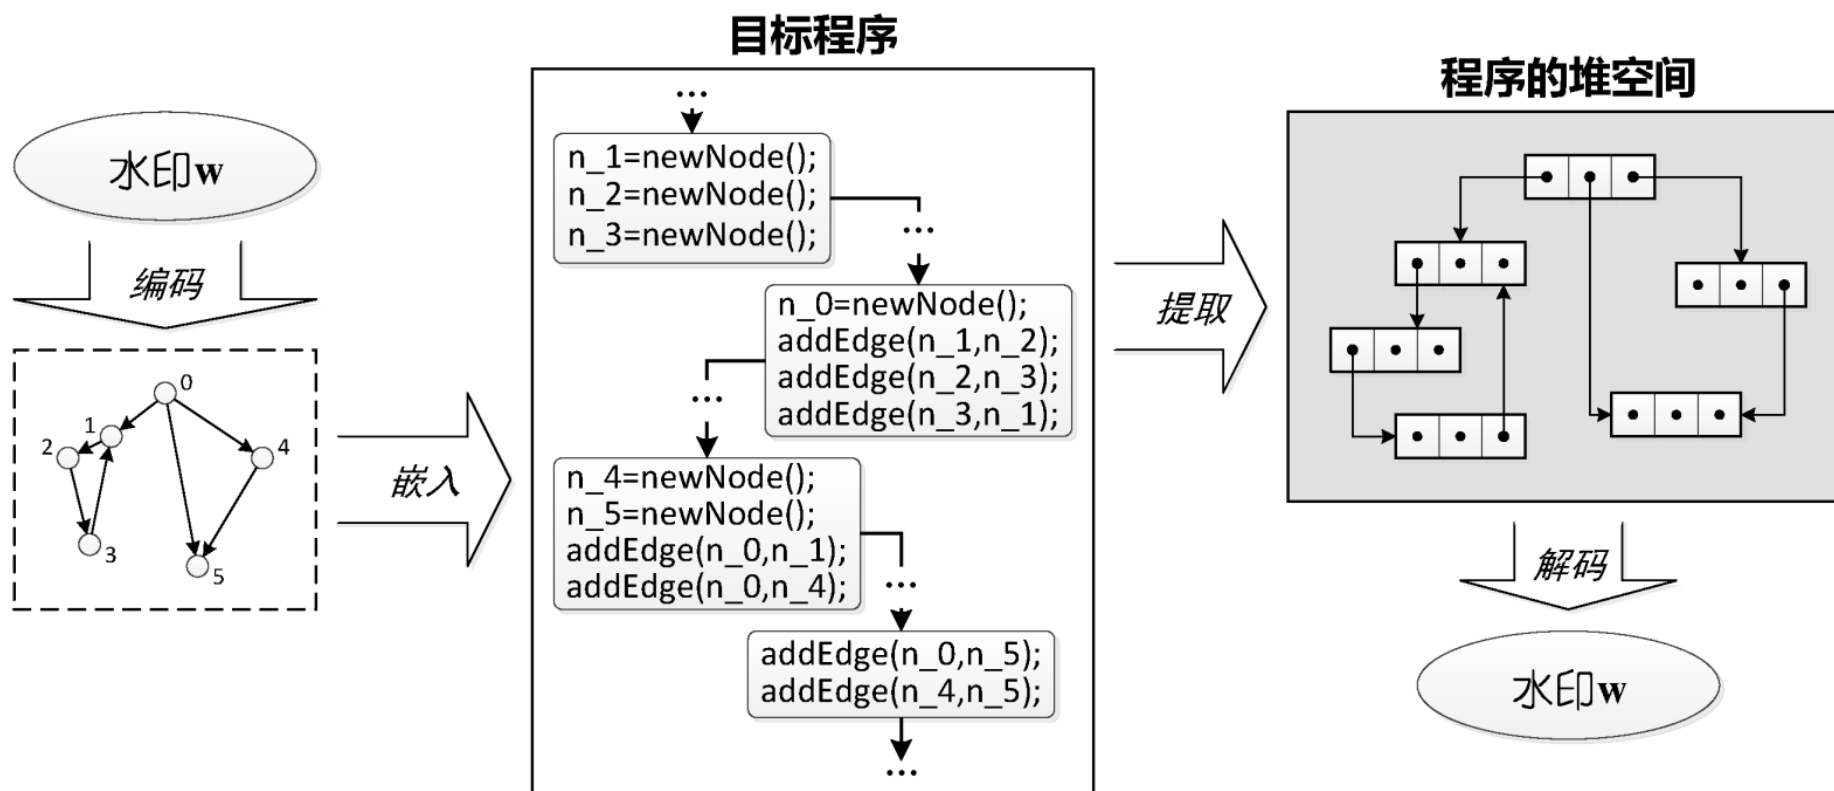 水印w
编码
0
1
2
3
4
5
嵌入
目标程序
...
n_1=newNode();
n_2=newNode();
n_3=newNode();
...
n_0=newNode();
addEdge(n_1,n_2);
addEdge(n_2,n_3);
addEdge(n_3,n_1);
...
n_4=newNode();
n_5=newNode();
addEdge(n_0,n_1);
addEdge(n_0,n_4);
...
addEdge(n_0,n_5);
addEdge(n_4,n_5);
...
提取
程序的堆空间
解码
水印w